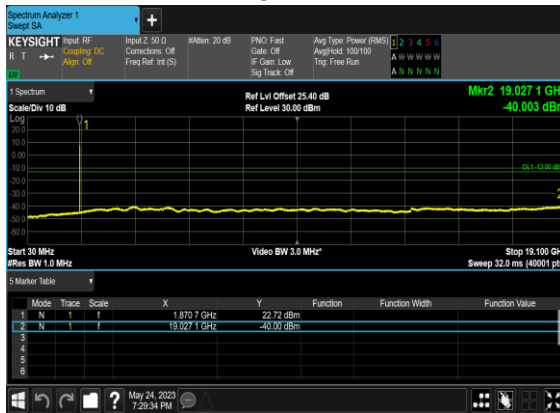 Spectrum Analyzer 1
Swept SA
KEYSIGHT Input: RF Input Z: 50 Ω #Atten: 20 dB PNO: Fast Avg Type: Power (RMS) 1 2 3 4 5 6
R T Coupling: DC Corrections: Off Gate: Off Avg|Hold: 100/100 A W W W W W
Align: Off Freq Ref: Int (S) IF Gain: Low Trig: Free Run
Sig Track: Off A N N N N N
1 Spectrum Ref Lvl Offset 25.40 dB Mkr2 19.027 1 GH
Scale/Div 10 dB Ref Level 30.00 dBm -40.003 dBr
Log
20.0 1
10.0
0.00
-10.0 DL1 -13.00 dB
-20.0
-30.0 2
-40.0
-50.0
-60.0
Start 30 MHz Video BW 3.0 MHz* Stop 19.100 GH
#Res BW 1.0 MHz Sweep 32.0 ms (40001 pt
5 Marker Table
Mode Trace Scale X Y Function Function Width Function Value
1 N 1 f 1.870 7 GHz 22.72 dBm
2 N 1 f 19.027 1 GHz -40.00 dBm
3
4
5
6
? May 24, 2023
7:29:34 PM